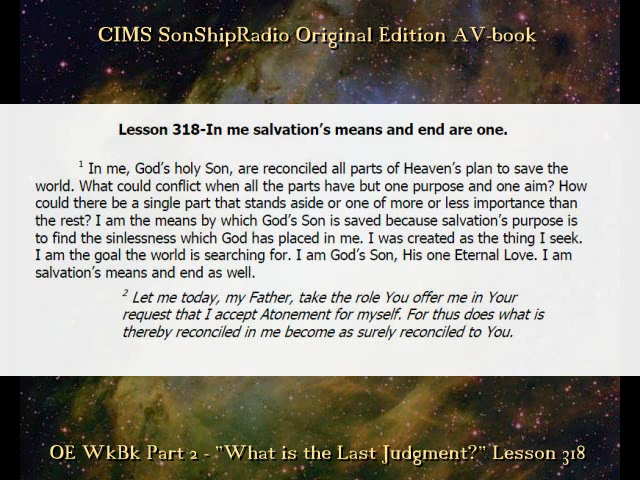 CIMS SonShipRadio Original Edition AV-book
Lesson 318-In me salvation's means and end are one.
1 In me, God's holy Son, are reconciled all parts of Heaven's plan to save the
world. What could conflict when all the parts have but one purpose and one aim? How
could there be a single part that stands aside or one of more or less importance than
the rest? I am the means by which God's Son is saved because salvation's purpose is
to find the sinlessness which God has placed in me. I was created as the thing I seek.
I am the goal the world is searching for. I am God's Son, His one Eternal Love. I am
salvation's means and end as well.
2 Let me today, my Father, take the role You offer me in Your
request that I accept Atonement for myself. For thus does what is
thereby reconciled in me become as surely reconciled to You.
OE WkBk Part 2 - "What is the Last Judgment?" Lesson 318